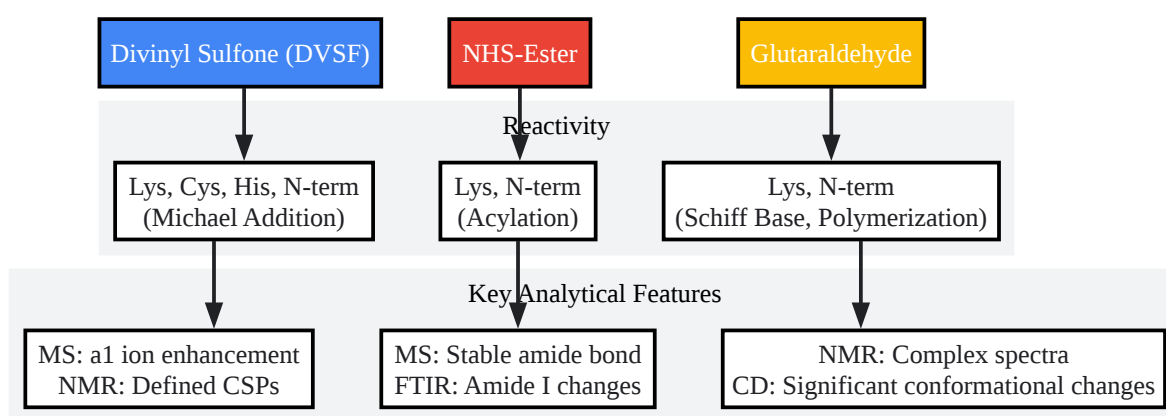 Divinyl Sulfone (DVSF)
NHS-Ester
Glutaraldehyde
Reactivity
Lys, Cys, His, N-term
(Michael Addition)
Lys, N-term
(Acylation)
Lys, N-term
(Schiff Base, Polymerization)
Key Analytical Features
MS: a1 ion enhancement
NMR: Defined CSPs
MS: Stable amide bond
FTIR: Amide I changes
NMR: Complex spectra
CD: Significant conformational changes